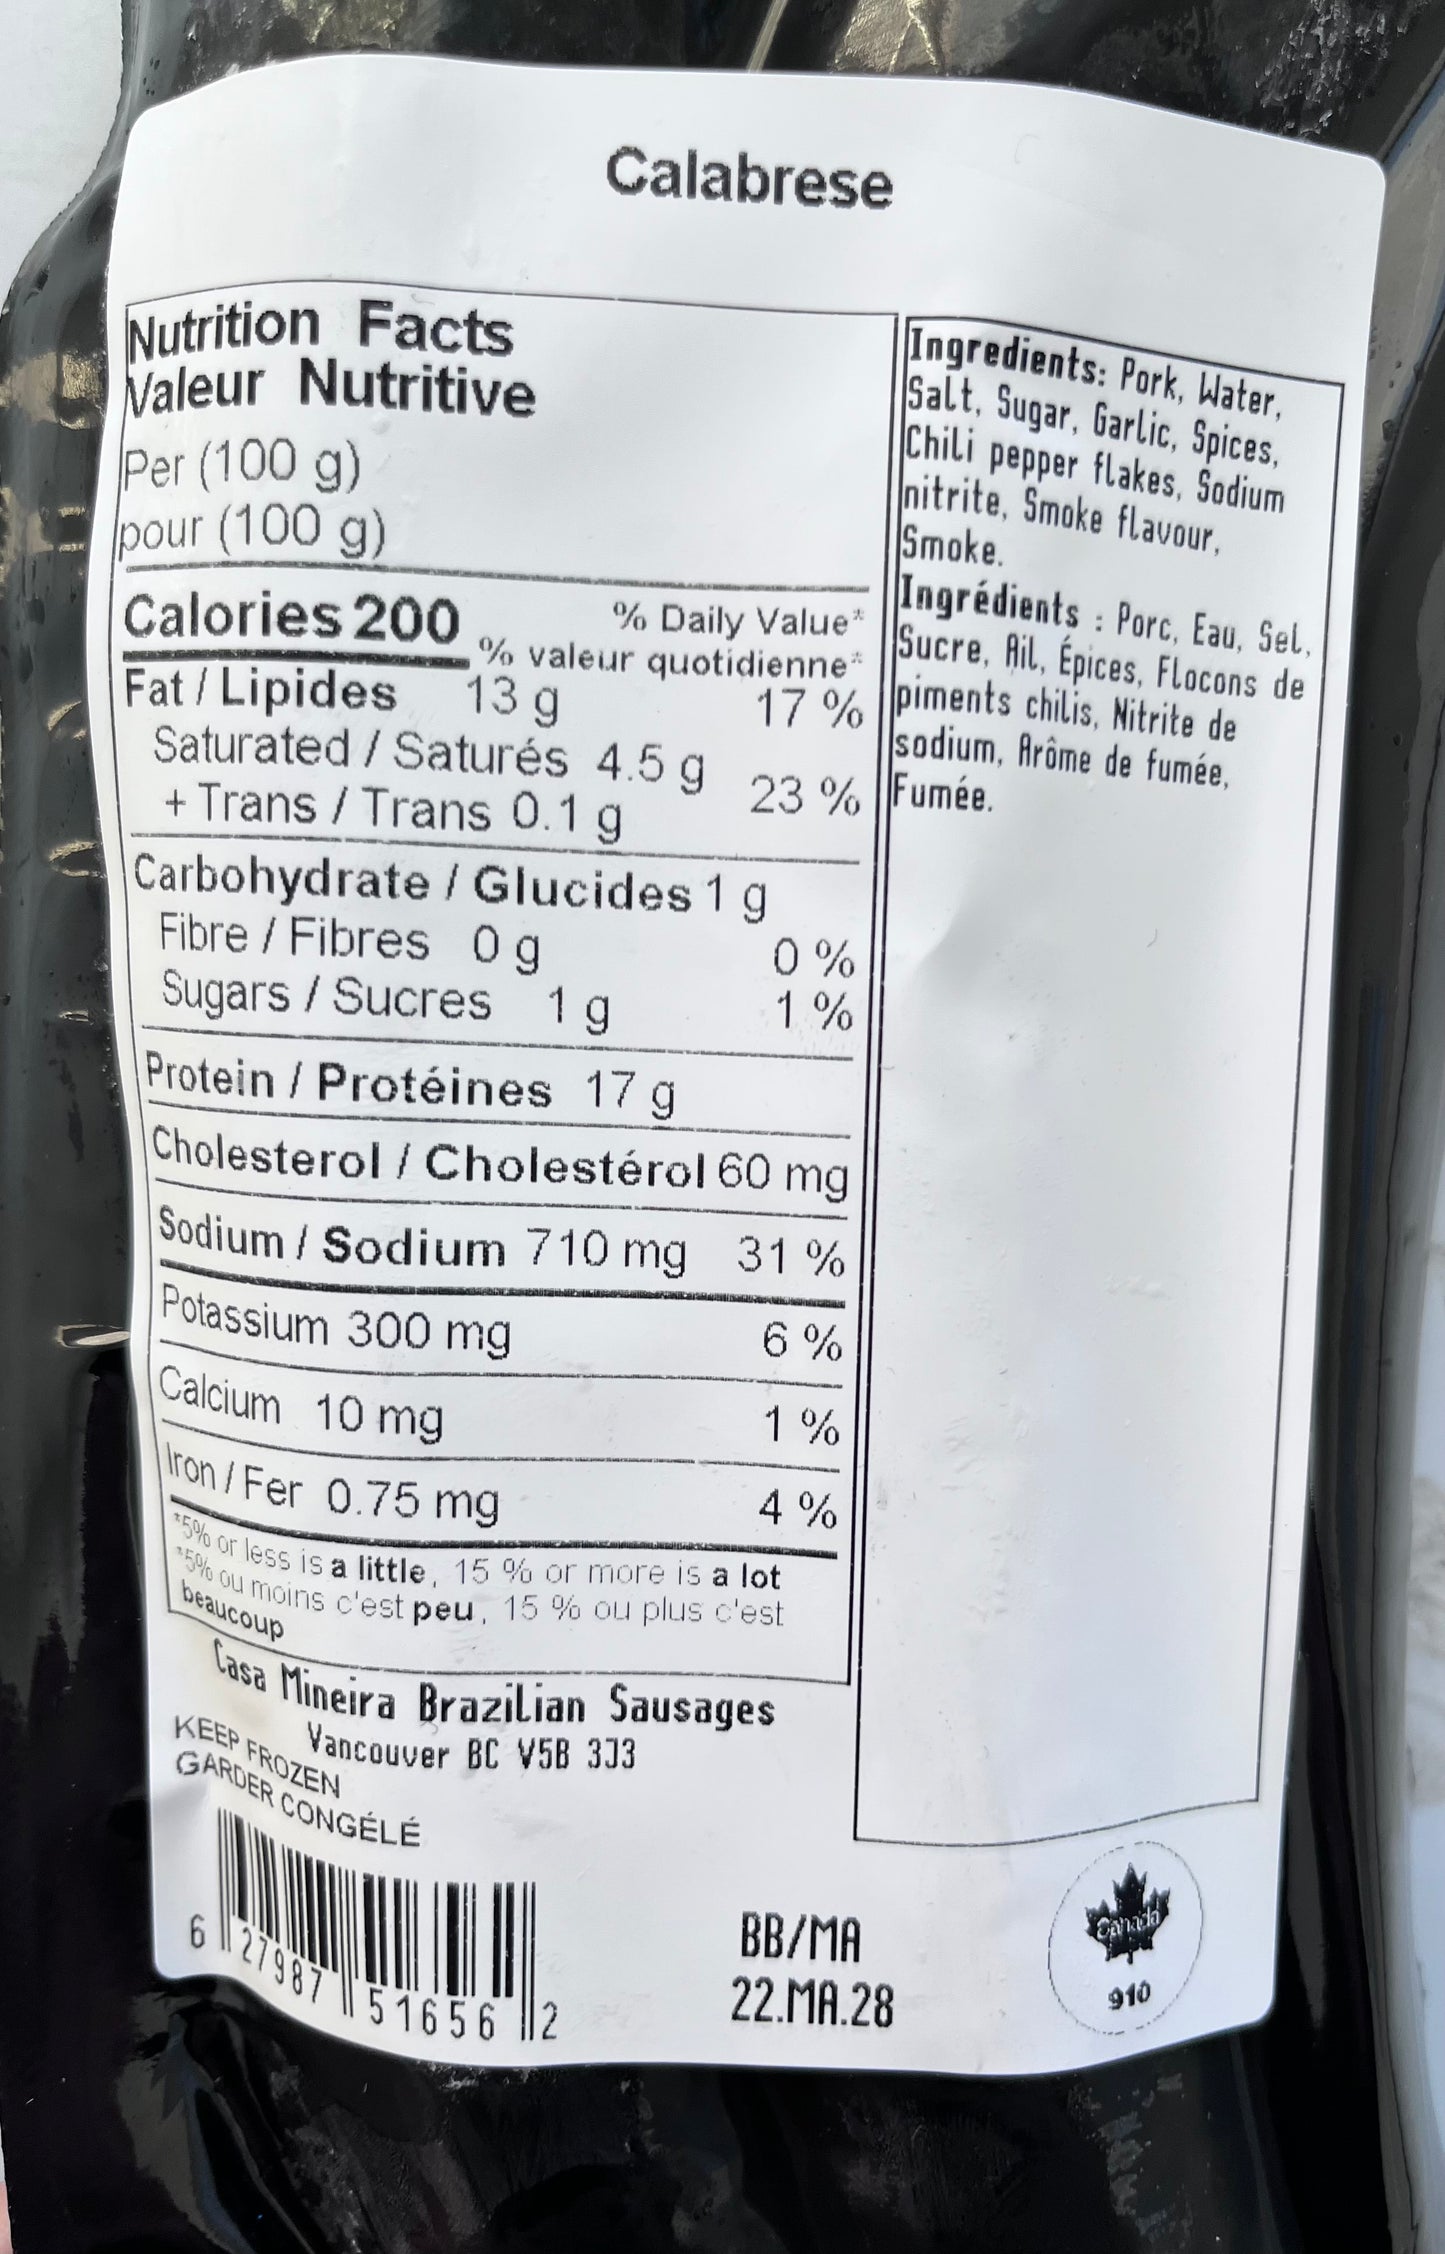 Calabrese
Nutrition Facts
Valeur Nutritive
Per (100 g)
pour (100 g)
Calories 200 % Daily Value*
% valeur quotidienne*
Fat / Lipides 13 g 17 %
Saturated / Saturés 4.5 g
+ Trans / Trans 0.1 g 23 %
Carbohydrate / Glucides 1 g
Fibre / Fibres 0 g 0 %
Sugars / Sucres 1 g 1 %
Protein / Protéines 17 g
Cholesterol / Cholestérol 60 mg
Sodium / Sodium 710 mg 31 %
Potassium 300 mg 6 %
Calcium 10 mg 1 %
Iron / Fer 0.75 mg 4 %
*5% or less is a little, 15 % or more is a lot
*5% ou moins c'est peu, 15 % ou plus c'est
beaucoup
Ingredients: Pork, Water,
Salt, Sugar, Garlic, Spices,
Chili pepper flakes, Sodium
nitrite, Smoke flavour,
Smoke.
Ingrédients : Porc, Eau, Sel,
Sucre, Ail, Épices, Flocons de
piments chilis, Nitrite de
sodium, Arôme de fumée,
Fumée.
Casa Mineira Brazilian Sausages
Vancouver BC V5B 3J3
KEEP FROZEN
GARDER CONGÉLÉ
6 27987 51656 2
BB/MA
22.MA.28
Canada
910